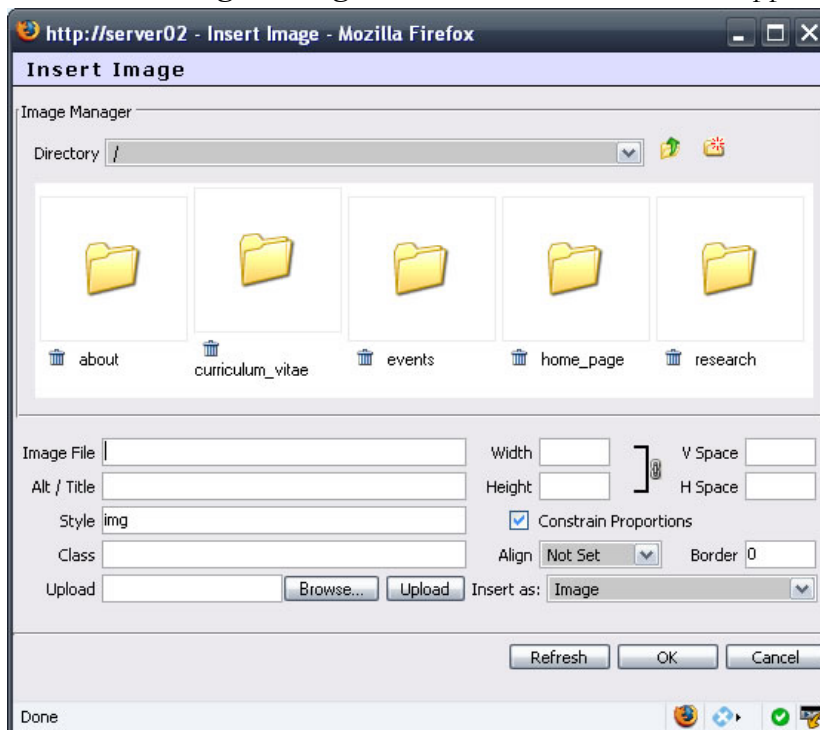 http://server02 - Insert Image - Mozilla Firefox
Insert Image
Image Manager
Directory /
about curriculum_vitae events home_page research
Image File Width V Space
Alt / Title Height H Space
Style img Constrain Proportions
Class Align Not Set Border 0
Upload Browse... Upload Insert as: Image
Refresh OK Cancel
Done